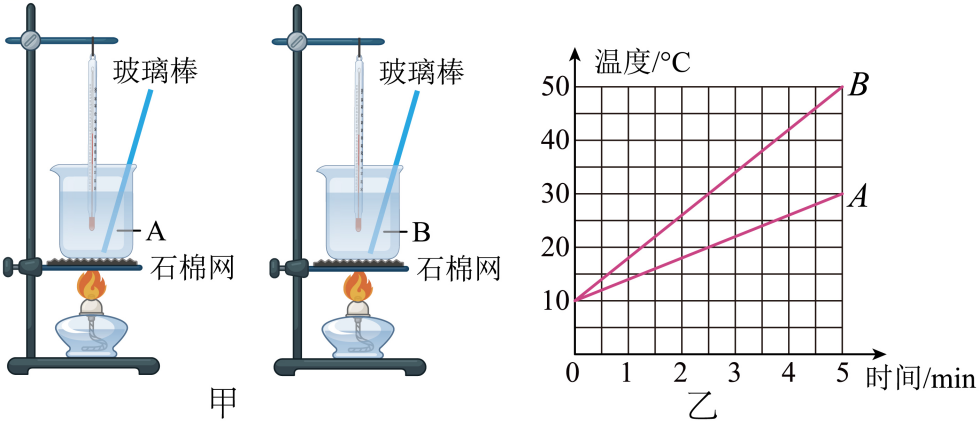 玻璃棒
A
石棉网
玻璃棒
B
石棉网
甲
温度/°C
50
40
30
20
10
B
A
0 1 2 3 4 5
时间/min
乙